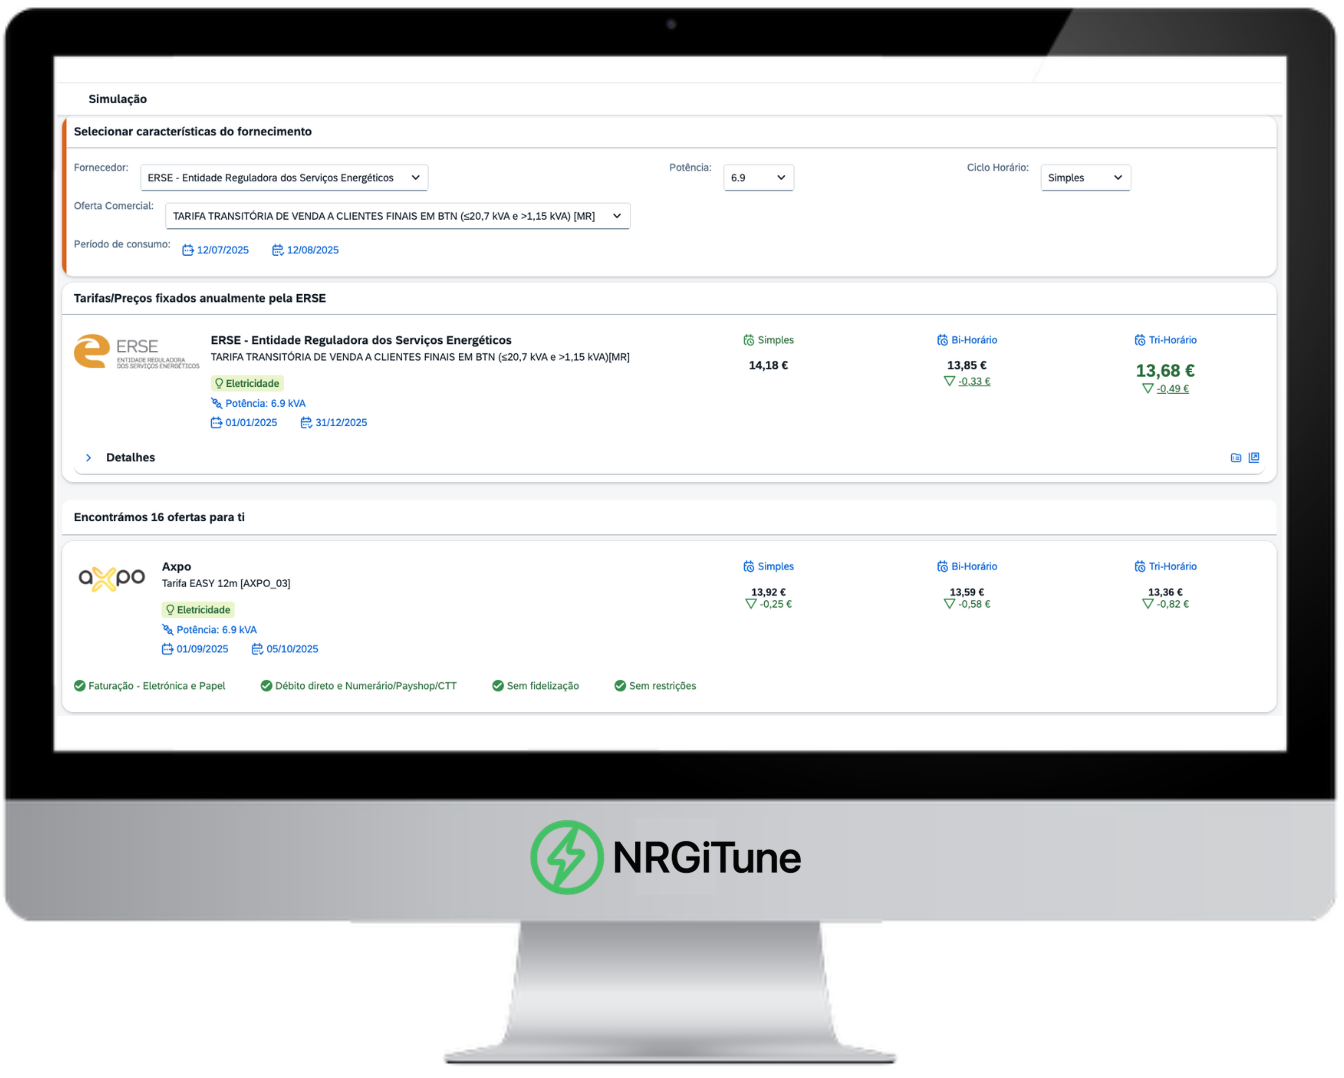 Simulação
Selecionar características do fornecimento
Fornecedor: ERSE - Entidade Reguladora dos Serviços Energéticos Potência: 6.9 Ciclo Horário: Simples
Oferta Comercial: TARIFA TRANSITÓRIA DE VENDA A CLIENTES FINAIS EM BTN (≤20,7 kVA e >1,15 kVA) [MR]
Período de consumo: 12/07/2025 12/08/2025
Tarifas/Preços fixados anualmente pela ERSE
ERSE
ENTIDADE REGULADORA
DOS SERVIÇOS ENERGÉTICOS
ERSE - Entidade Reguladora dos Serviços Energéticos
TARIFA TRANSITÓRIA DE VENDA A CLIENTES FINAIS EM BTN (≤20,7 kVA e >1,15 kVA)[MR]
Eletricidade
Potência: 6.9 kVA
01/01/2025 31/12/2025
Simples Bi-Horário Tri-Horário
14,18 € 13,85 € 13,68 €
-0,33 € -0,49 €
Detalhes
Encontrámos 16 ofertas para ti
axpo
Axpo
Tarifa EASY 12m [AXPO_03]
Eletricidade
Potência: 6.9 kVA
01/09/2025 05/10/2025
Simples Bi-Horário Tri-Horário
13,92 € 13,59 € 13,36 €
-0,25 € -0,58 € -0,82 €
Faturação - Eletrónica e Papel Débito direto e Numerário/Payshop/CTT Sem fidelização Sem restrições
NRGiTune